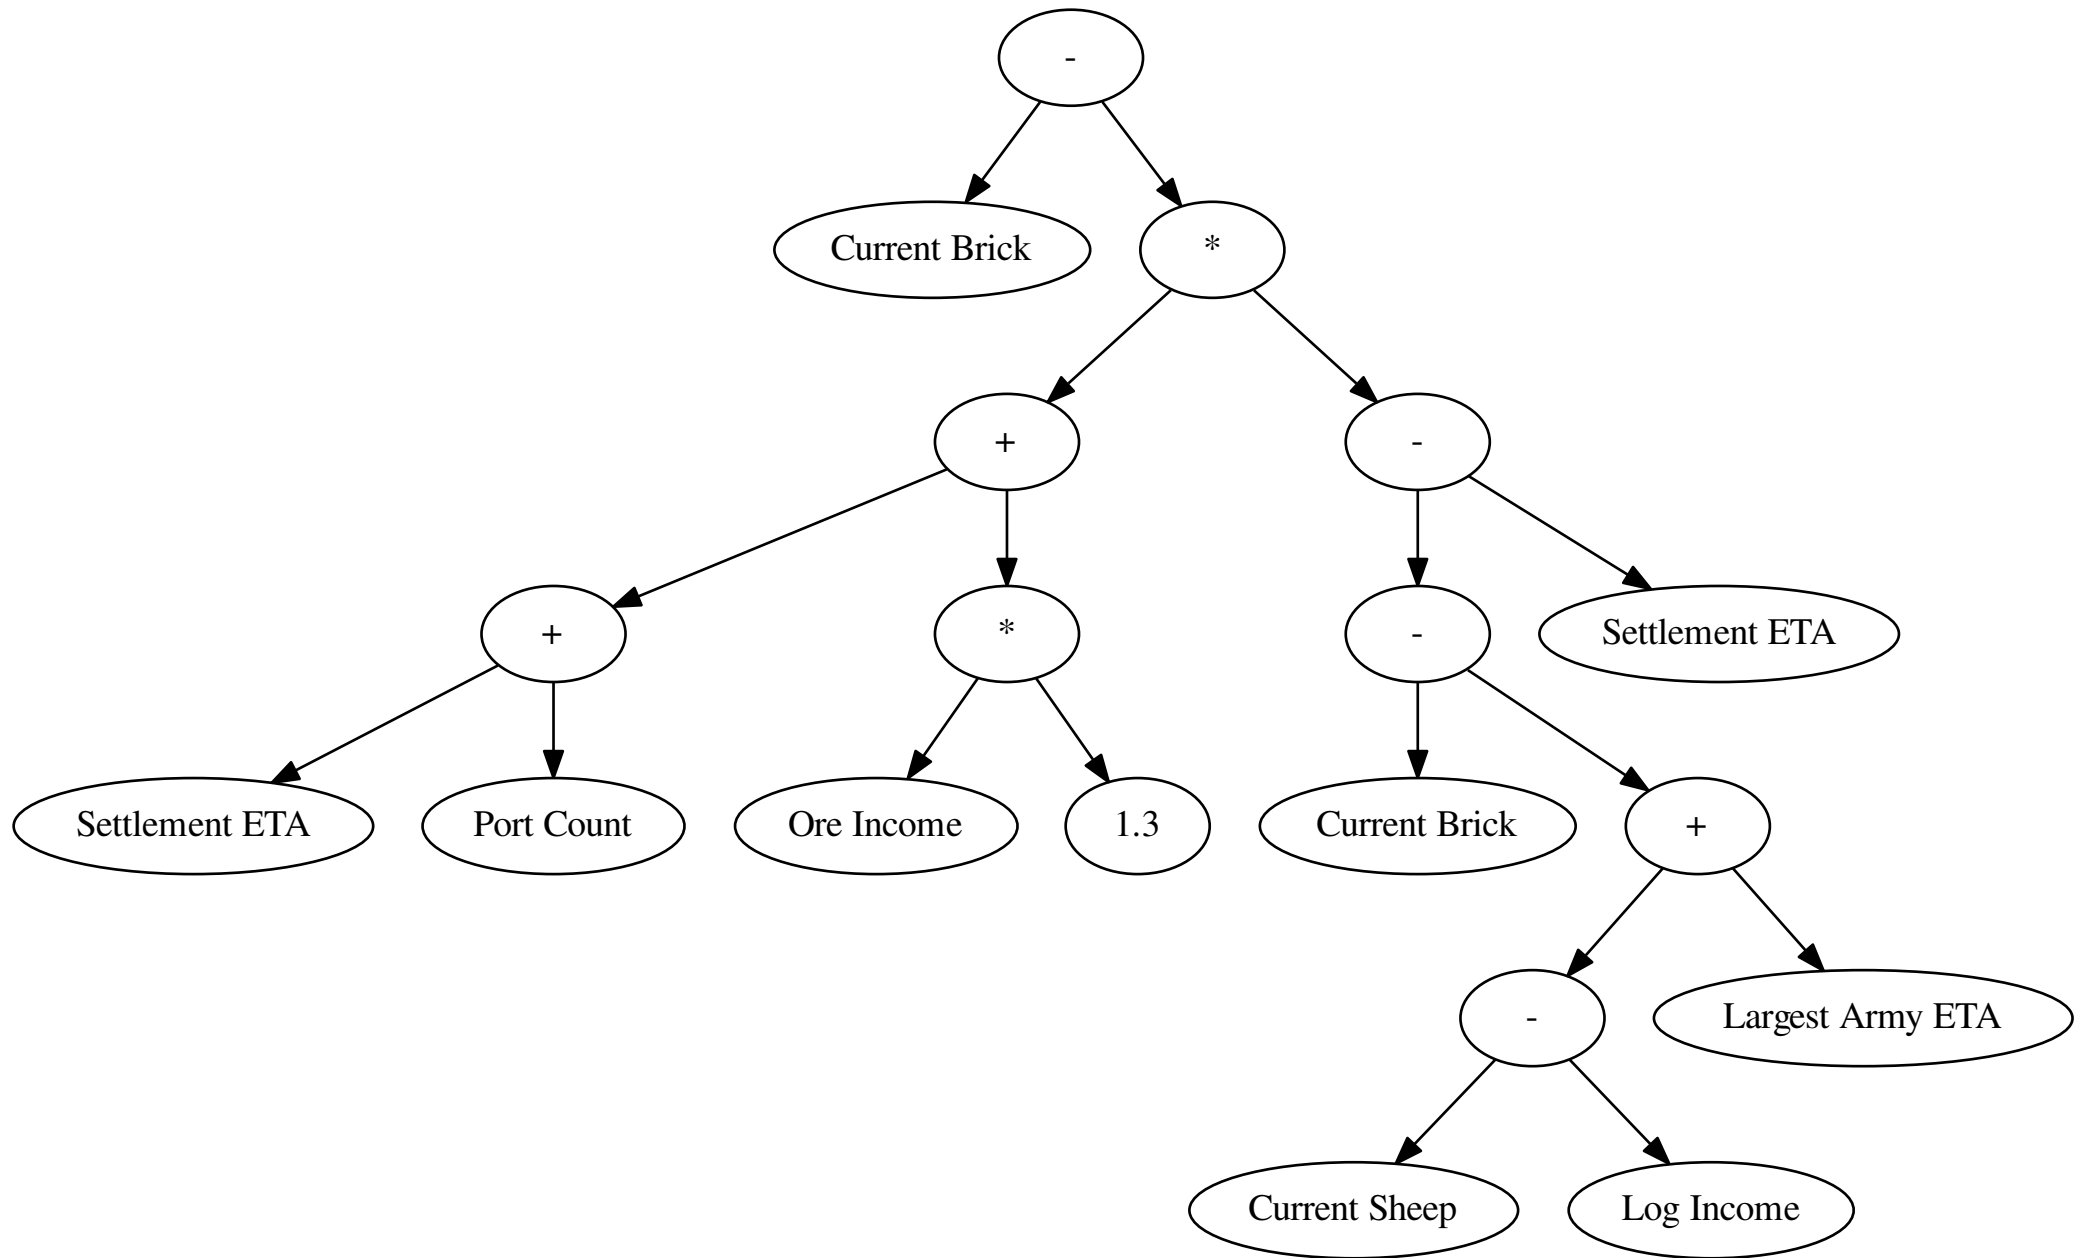 -
Current Brick
*
+
-
+
*
-
Settlement ETA
Settlement ETA
Port Count
Ore Income
1.3
Current Brick
+
-
Largest Army ETA
Current Sheep
Log Income